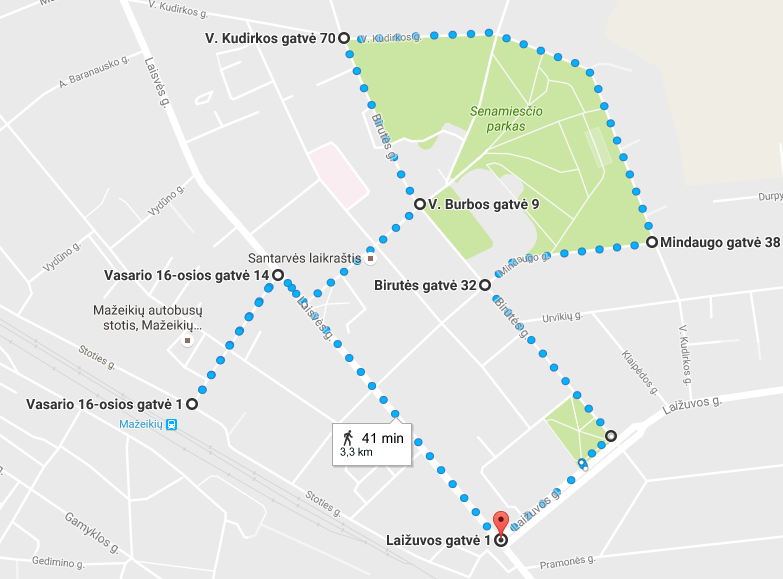 V. Kudirkos g.
V. Kudirkos gatvė 70
V. Kudirkos g.
A. Baranausko g.
Laisvės g.
Senamiesčio
parkas
Birutės g.
Vydūno g.
V. Burbos gatvė 9
Durpy
Vydūno g.
Mindaugo gatvė 38
Santarvės laikraštis
Mindaugo g.
Vasario 16-osios gatvė 14
Birutės gatvė 32
Mažeikių autobusų
stotis, Mažeikių...
Laisvės g.
Birutės g.
Urvikių g.
Stoties g.
V. Kudirkos g.
Klaipėdos g.
Vasario 16-osios gatvė 1
Laižuvos g.
Mažeikių
41 min
3,3 km
Stoties g.
Laižuvos g.
Gamyklos g.
Laižuvos gatvė 1
Gedimino g.
Pramonės g.